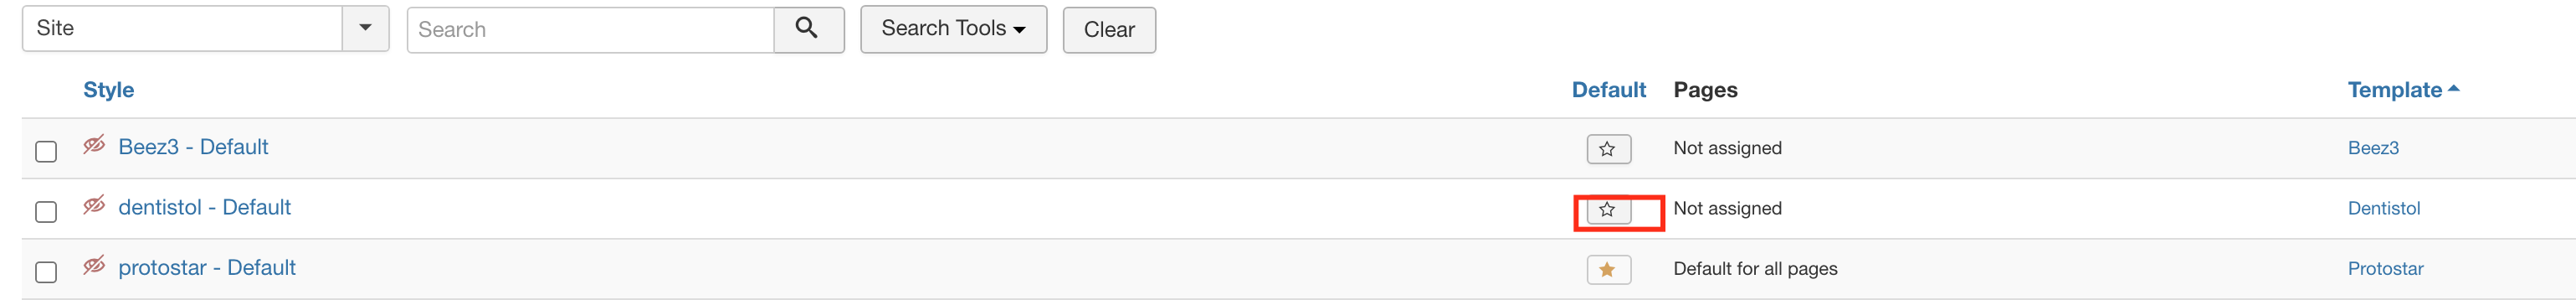 Site Search Search Tools Clear
Style Default Pages Template
Beez3 - Default Not assigned Beez3
dentistol - Default Not assigned Dentistol
protostar - Default Default for all pages Protostar